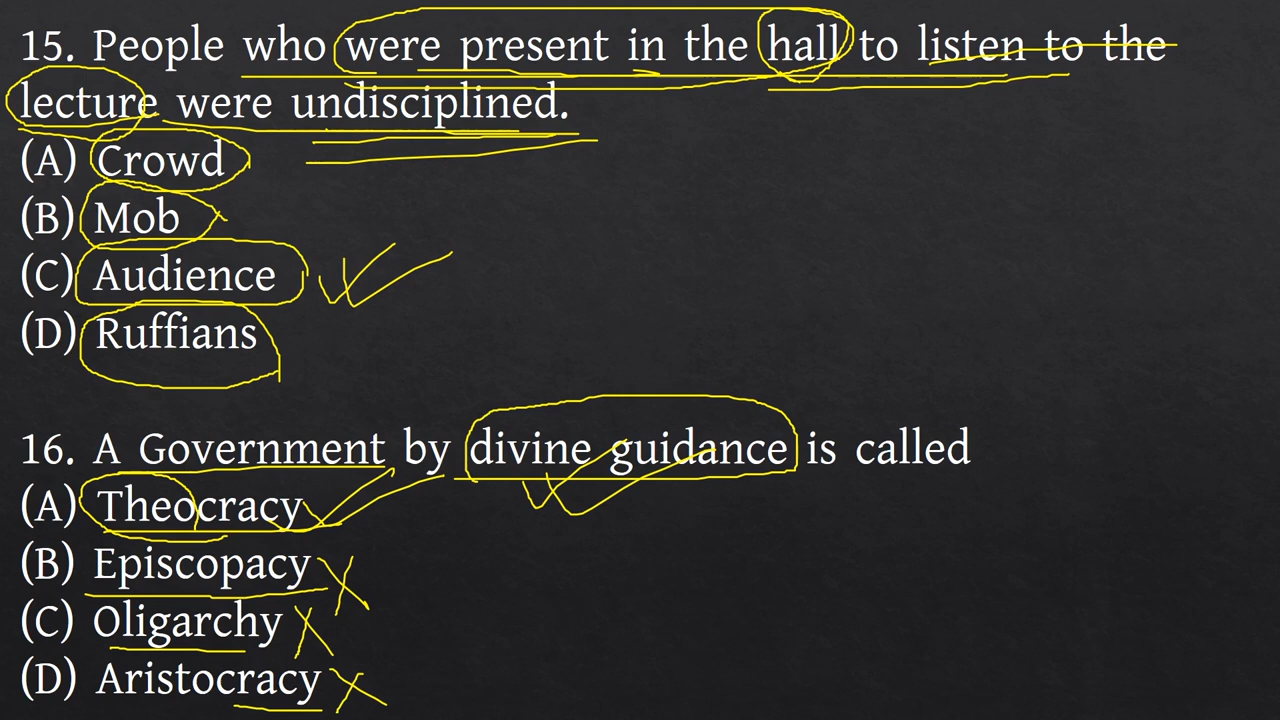 15. People who were present in the hall to listen to the
lecture were undisciplined.
(A) Crowd
(B) Mob
(C) Audience
(D) Ruffians
16. A Government by divine guidance is called
(A) Theocracy
(B) Episcopacy
(C) Oligarchy
(D) Aristocracy